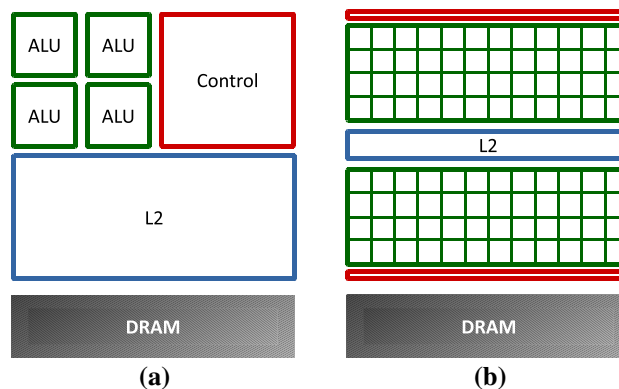 ALU ALU
Control
ALU ALU
L2
DRAM
(a)
L2
DRAM
(b)